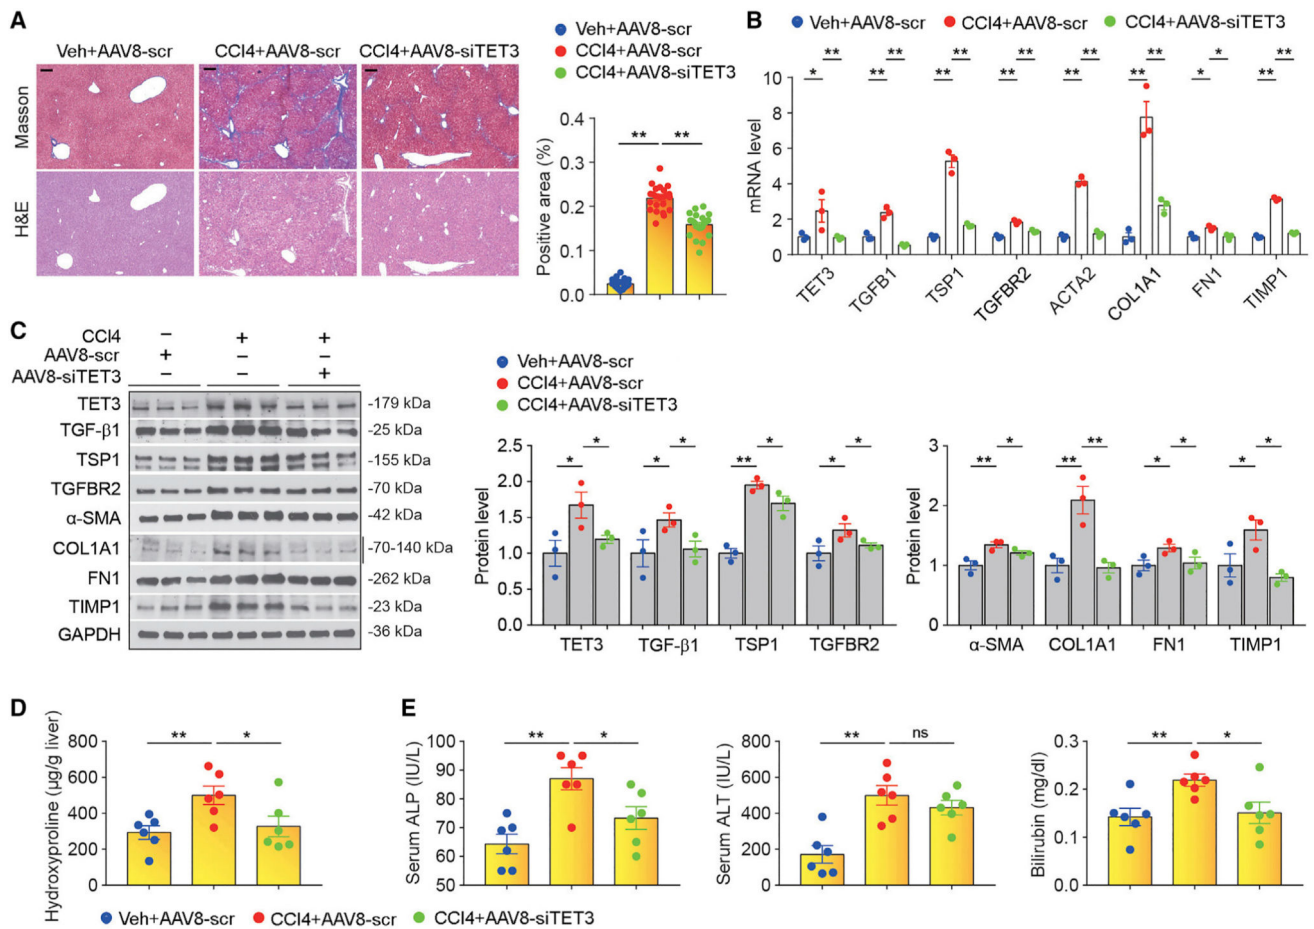 A
Veh+AAV8-scr
CCl4+AAV8-scr
CCl4+AAV8-siTET3
Masson
H&E
Veh+AAV8-scr
CCl4+AAV8-scr
CCl4+AAV8-siTET3
Positive area (%)
0.4
0.3
0.2
0.1
0.0
** **
B
Veh+AAV8-scr CCl4+AAV8-scr CCl4+AAV8-siTET3
mRNA level
** ** ** ** ** ** * **
* ** ** ** ** ** * **
10
8
6
4
2
0
TET3 TGFB1 TSP1 TGFBR2 ACTA2 COL1A1 FN1 TIMP1
C
CCl4 − + +
AAV8-scr + − −
AAV8-siTET3 − − +
TET3 -179 kDa
TGF-β1 -25 kDa
TSP1 -155 kDa
TGFBR2 -70 kDa
α-SMA -42 kDa
COL1A1 -70-140 kDa
FN1 -262 kDa
TIMP1 -23 kDa
GAPDH -36 kDa
Veh+AAV8-scr
CCl4+AAV8-scr
CCl4+AAV8-siTET3
Protein level
2.5
2.0
1.5
1.0
0.5
0.0
* * * *
* * ** *
TET3 TGF-β1 TSP1 TGFBR2
Protein level
3
2
1
0
* ** * *
** ** * *
α-SMA COL1A1 FN1 TIMP1
D
Hydroxyproline (μg/g liver)
800
600
400
200
0
** *
E
Serum ALP (IU/L)
100
90
80
70
60
50
** *
Serum ALT (IU/L)
800
600
400
200
0
** ns
Bilirubin (mg/dl)
0.3
0.2
0.1
0.0
** *
Veh+AAV8-scr CCl4+AAV8-scr CCl4+AAV8-siTET3